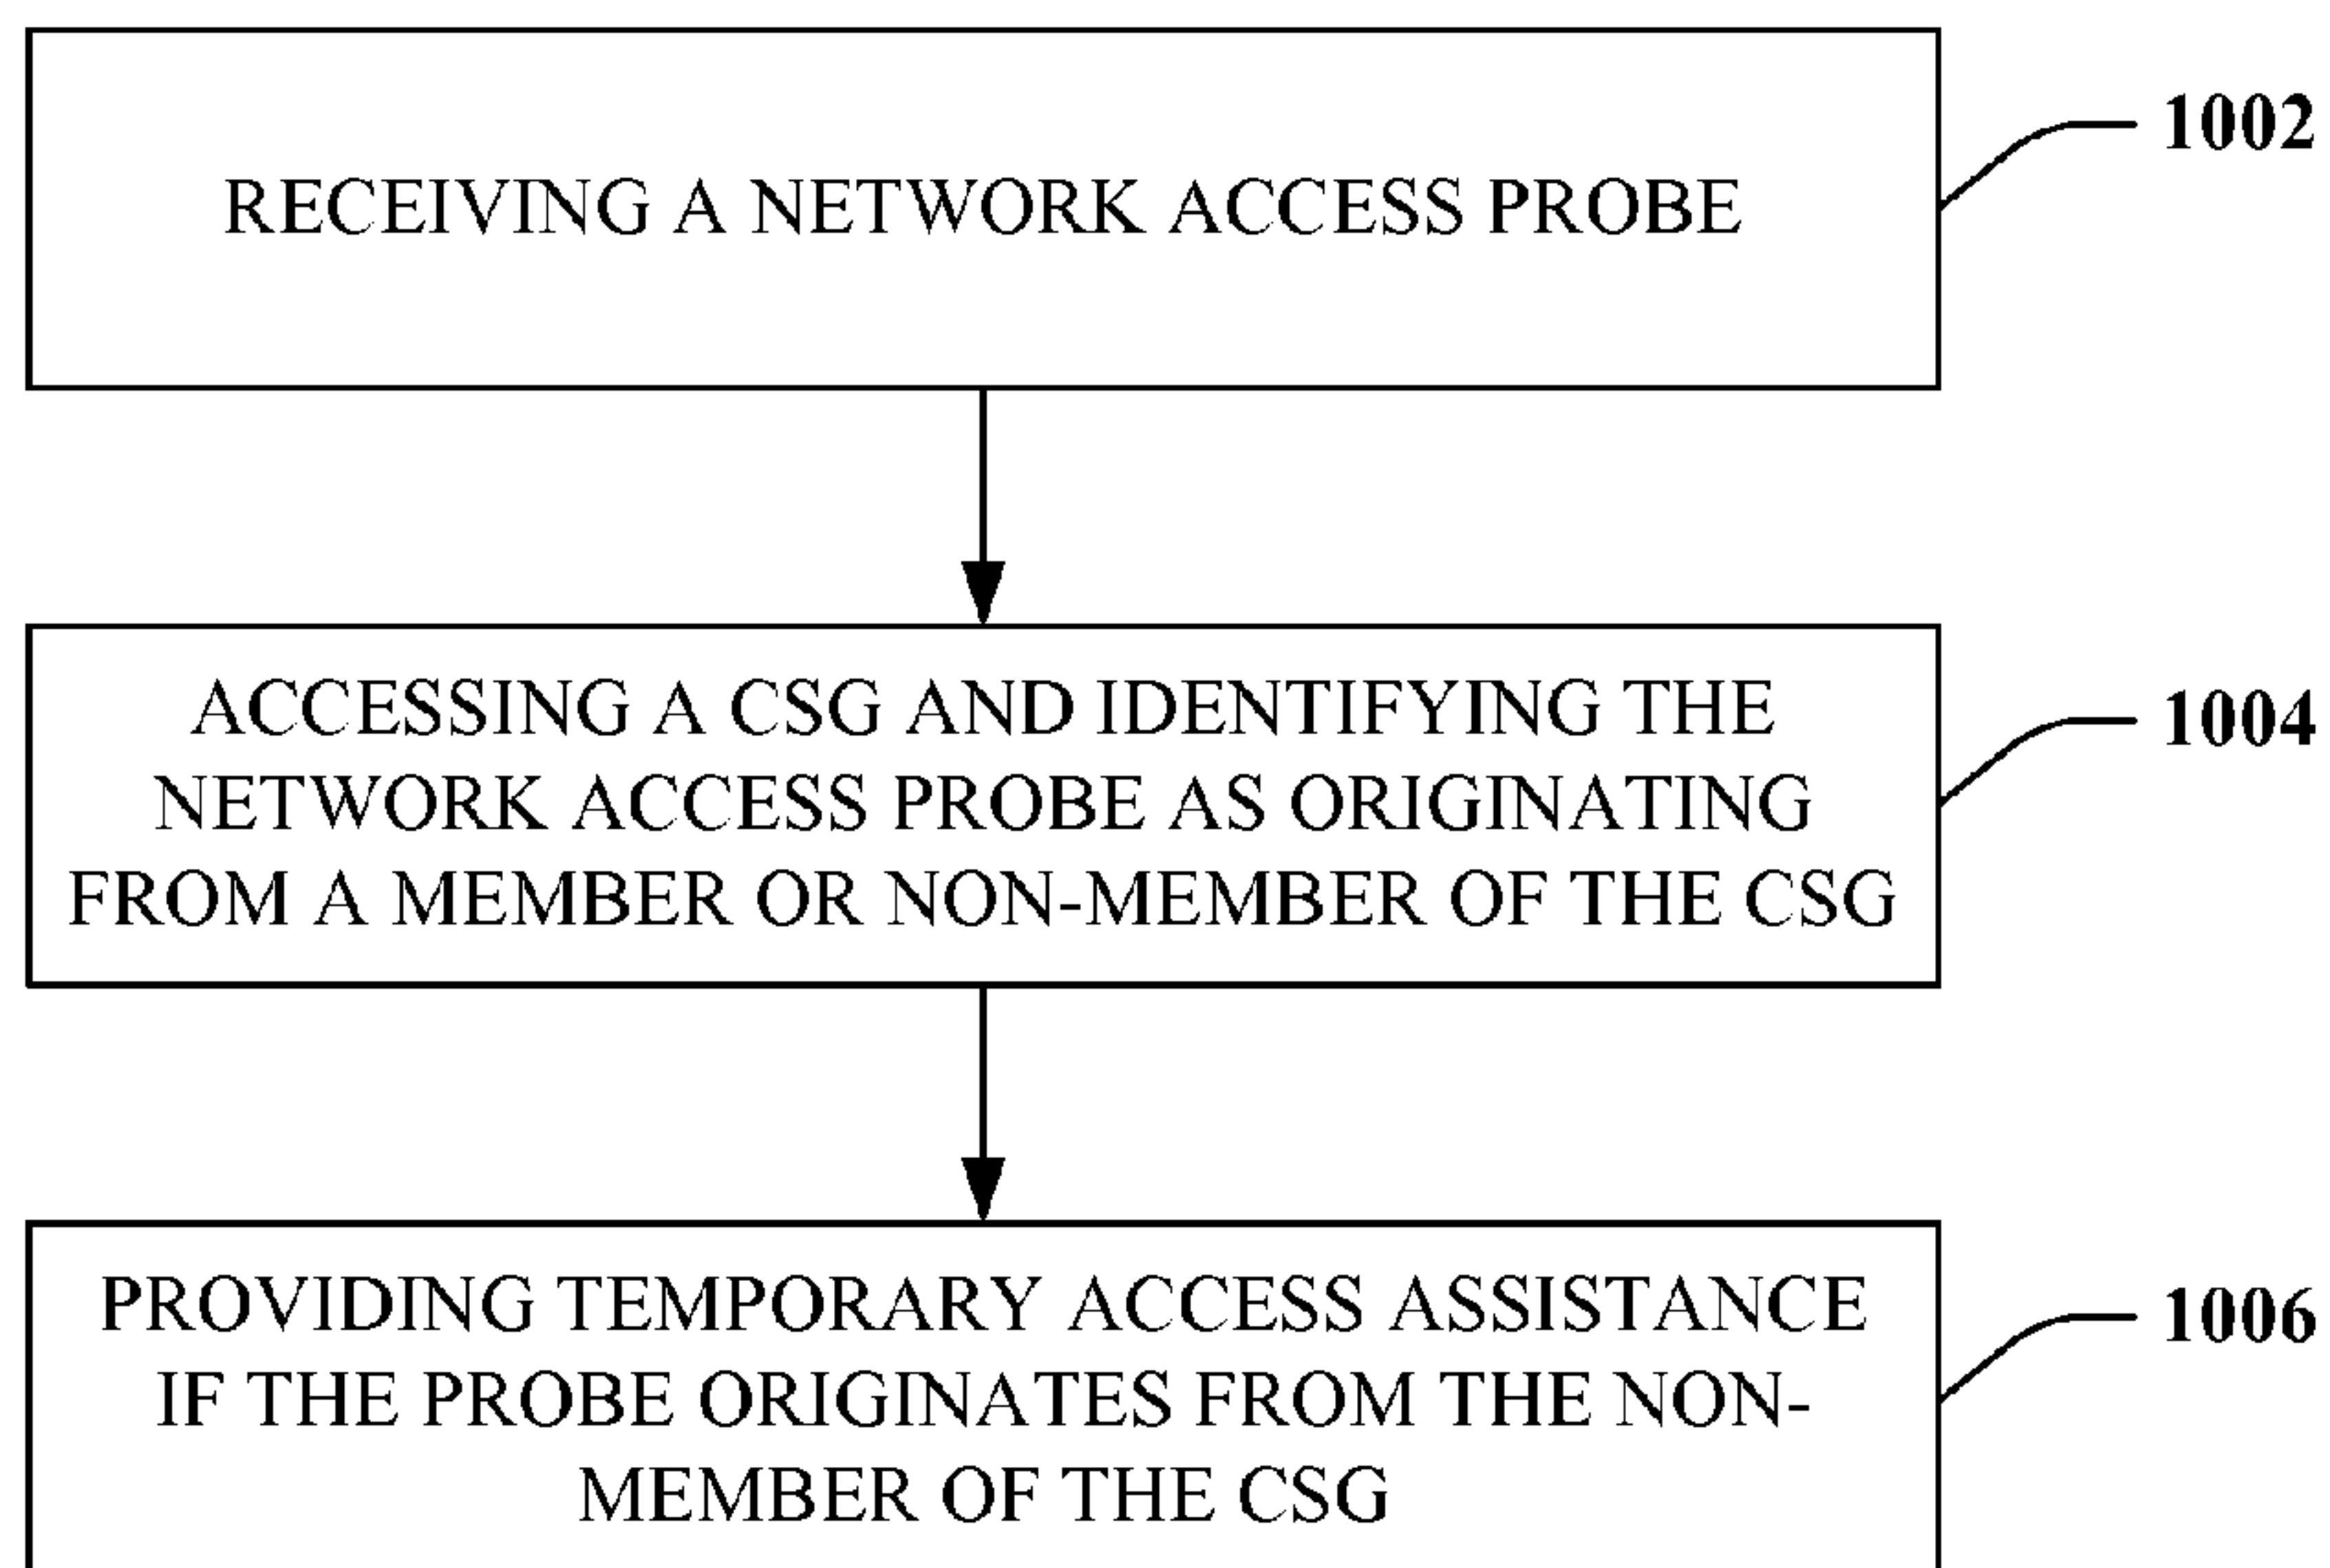 RECEIVING A NETWORK ACCESS PROBE
1002
ACCESSING A CSG AND IDENTIFYING THE
NETWORK ACCESS PROBE AS ORIGINATING
FROM A MEMBER OR NON-MEMBER OF THE CSG
1004
PROVIDING TEMPORARY ACCESS ASSISTANCE
IF THE PROBE ORIGINATES FROM THE NON-
MEMBER OF THE CSG
1006